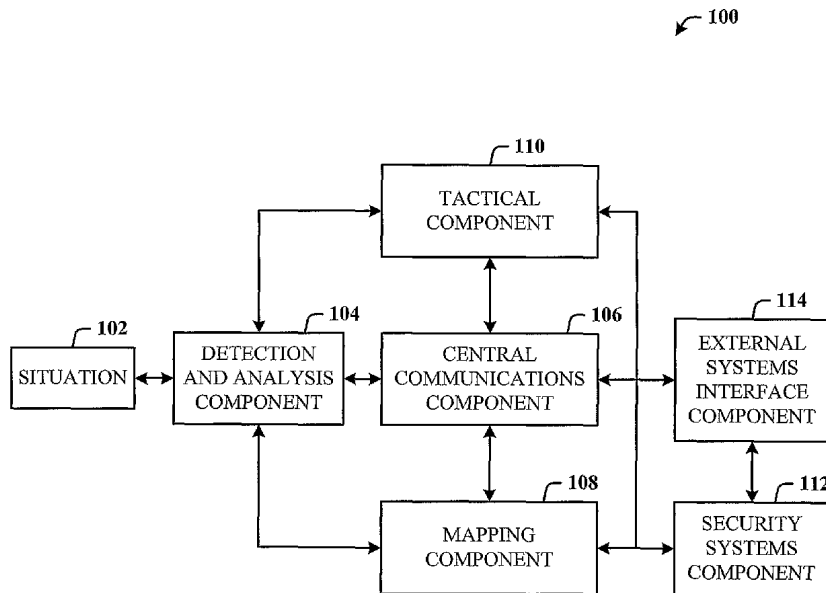 100
110
TACTICAL
COMPONENT
102
SITUATION
104
DETECTION
AND ANALYSIS
COMPONENT
106
CENTRAL
COMMUNICATIONS
COMPONENT
114
EXTERNAL
SYSTEMS
INTERFACE
COMPONENT
108
MAPPING
COMPONENT
112
SECURITY
SYSTEMS
COMPONENT